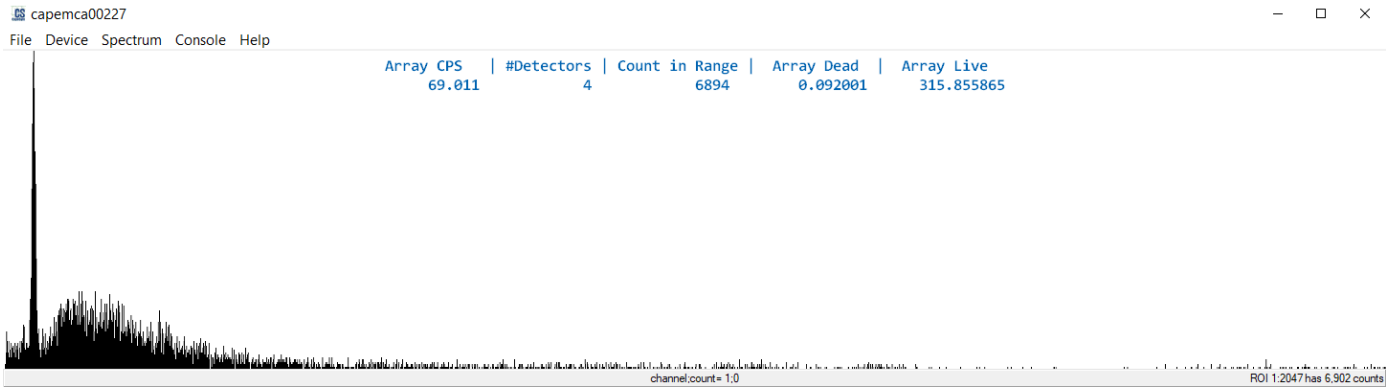 capemca00227
File Device Spectrum Console Help
Array CPS | #Detectors | Count in Range | Array Dead | Array Live
69.011 4 6894 0.092001 315.855865
channel;count= 1;0 ROI 1:2047 has 6,902 counts